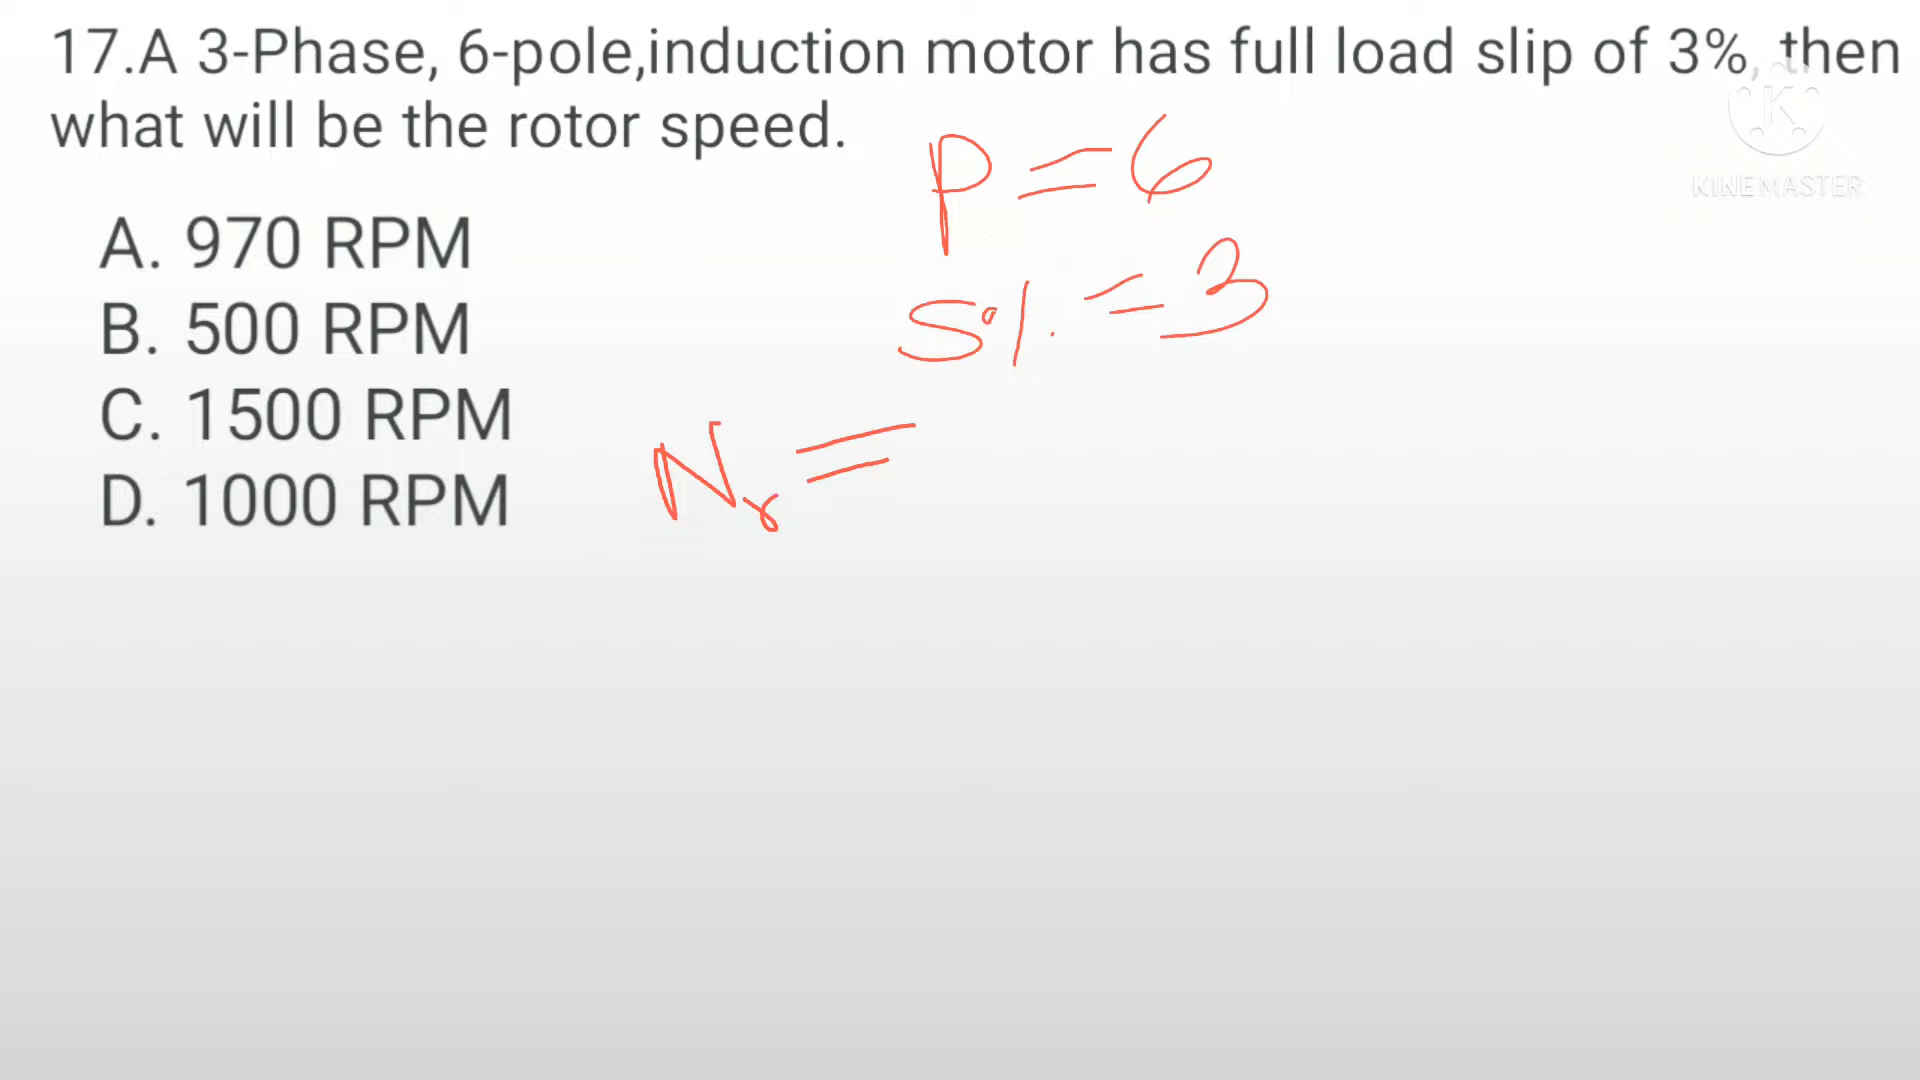 17.A 3-Phase, 6-pole,induction motor has full load slip of 3%, then
what will be the rotor speed.
P = 6
KINEMASTER
A. 970 RPM
S% = 3
B. 500 RPM
C. 1500 RPM
Nr =
D. 1000 RPM